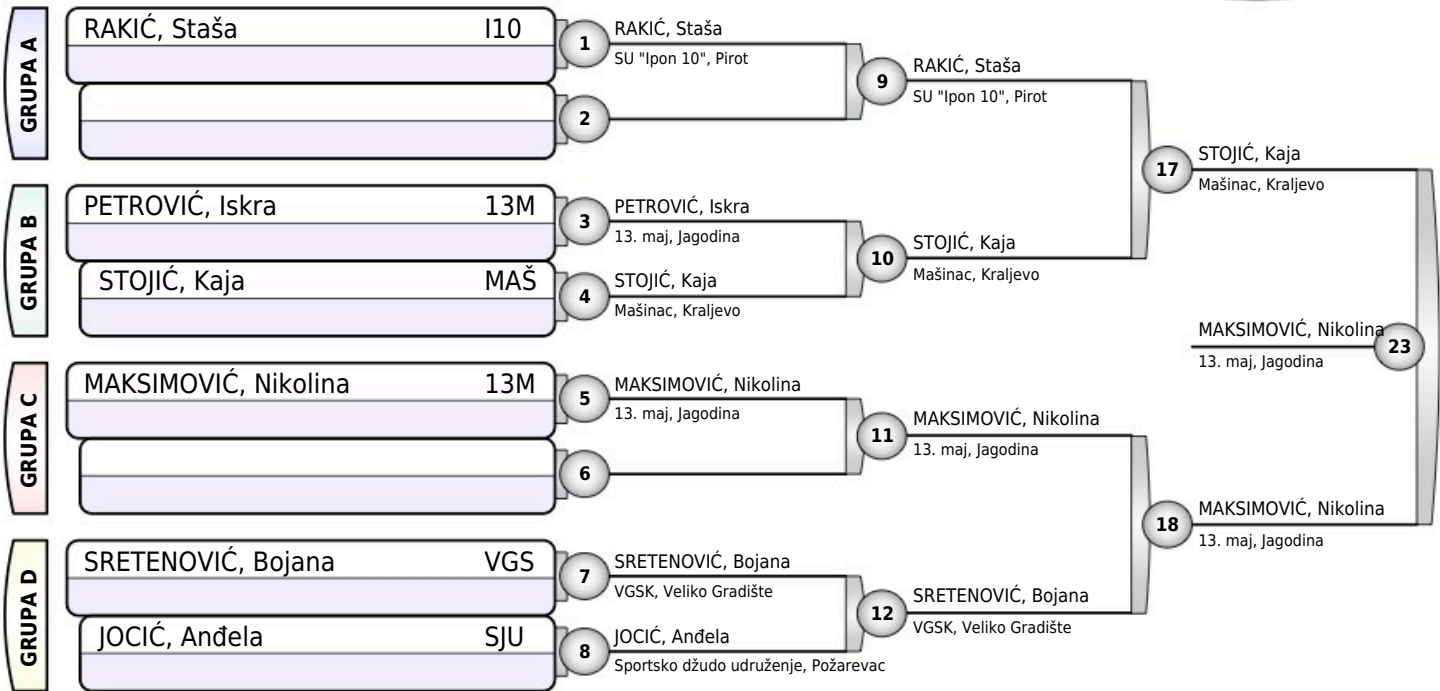 GRUPA A
RAKIĆ, Staša I10
1
RAKIĆ, Staša
SU "Ipon 10", Pirot
2
9
RAKIĆ, Staša
SU "Ipon 10", Pirot
GRUPA B
PETROVIĆ, Iskra 13M
3
PETROVIĆ, Iskra
13. maj, Jagodina
STOJIĆ, Kaja MAŠ
4
STOJIĆ, Kaja
Mašinac, Kraljevo
10
STOJIĆ, Kaja
Mašinac, Kraljevo
17
STOJIĆ, Kaja
Mašinac, Kraljevo
GRUPA C
MAKSIMOVIĆ, Nikolina 13M
5
MAKSIMOVIĆ, Nikolina
13. maj, Jagodina
6
11
MAKSIMOVIĆ, Nikolina
13. maj, Jagodina
GRUPA D
SRETENOVIĆ, Bojana VGS
7
SRETENOVIĆ, Bojana
VGSK, Veliko Gradište
JOCIĆ, Anđela SJU
8
JOCIĆ, Anđela
Sportsko džudo udruženje, Požarevac
12
SRETENOVIĆ, Bojana
VGSK, Veliko Gradište
18
MAKSIMOVIĆ, Nikolina
13. maj, Jagodina
MAKSIMOVIĆ, Nikolina
13. maj, Jagodina
23